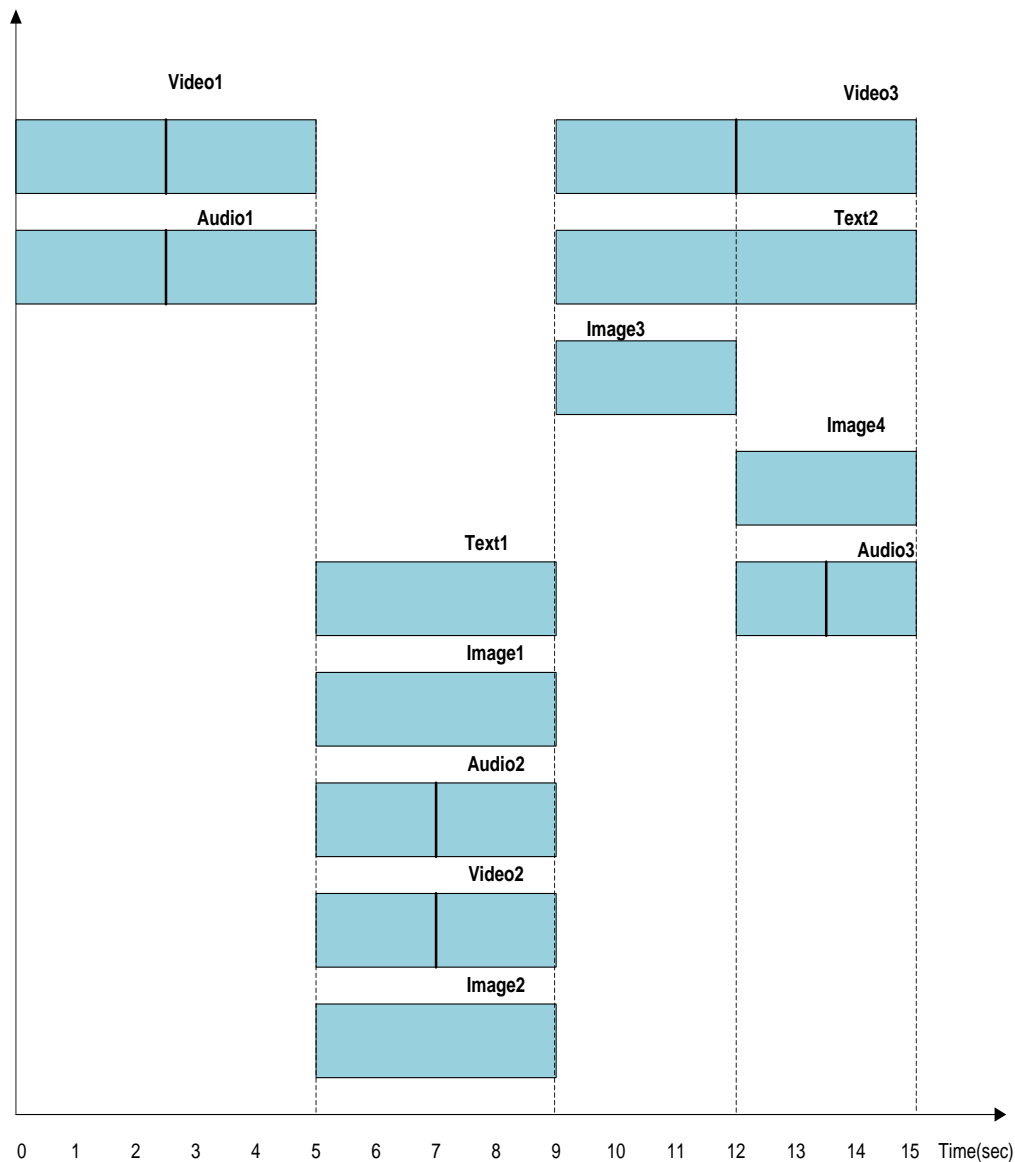 Video1
Video3
Audio1
Text2
Image3
Image4
Text1
Audio3
Image1
Audio2
Video2
Image2
0 1 2 3 4 5 6 7 8 9 10 11 12 13 14 15 Time(sec)